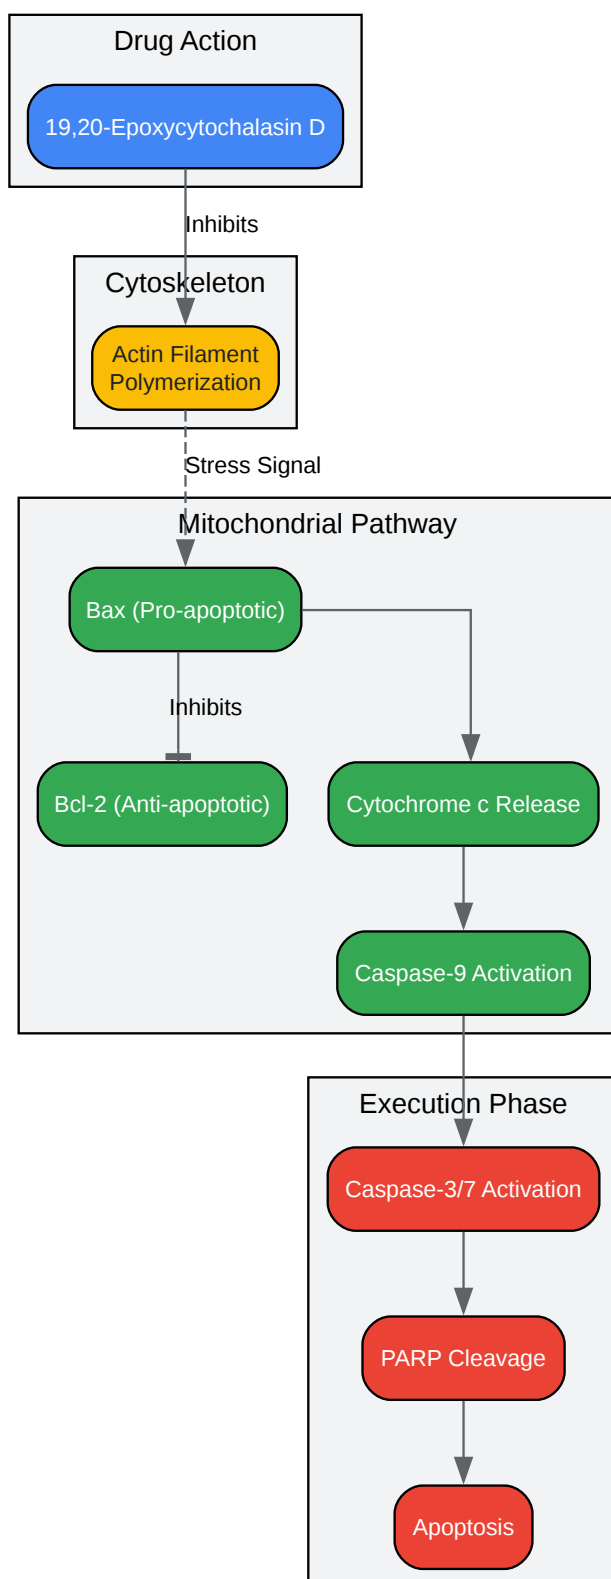 Drug Action
19,20-Epoxycytochalasin D
Inhibits
Cytoskeleton
Actin Filament
Polymerization
Stress Signal
Mitochondrial Pathway
Bax (Pro-apoptotic)
Inhibits
Bcl-2 (Anti-apoptotic)
Cytochrome c Release
Caspase-9 Activation
Execution Phase
Caspase-3/7 Activation
PARP Cleavage
Apoptosis